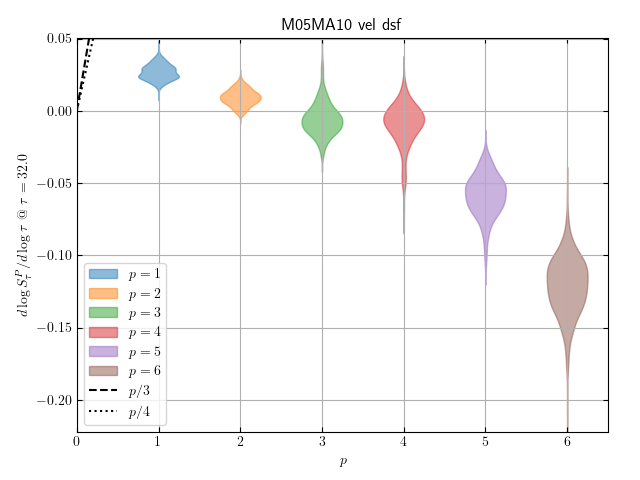 M05MA10 vel dsf
d log S_τ^P / d log τ @ τ = 32.0
0.05
0.00
−0.05
−0.10
−0.15
−0.20
p = 1
p = 2
p = 3
p = 4
p = 5
p = 6
p/3
p/4
0 1 2 3 4 5 6
p